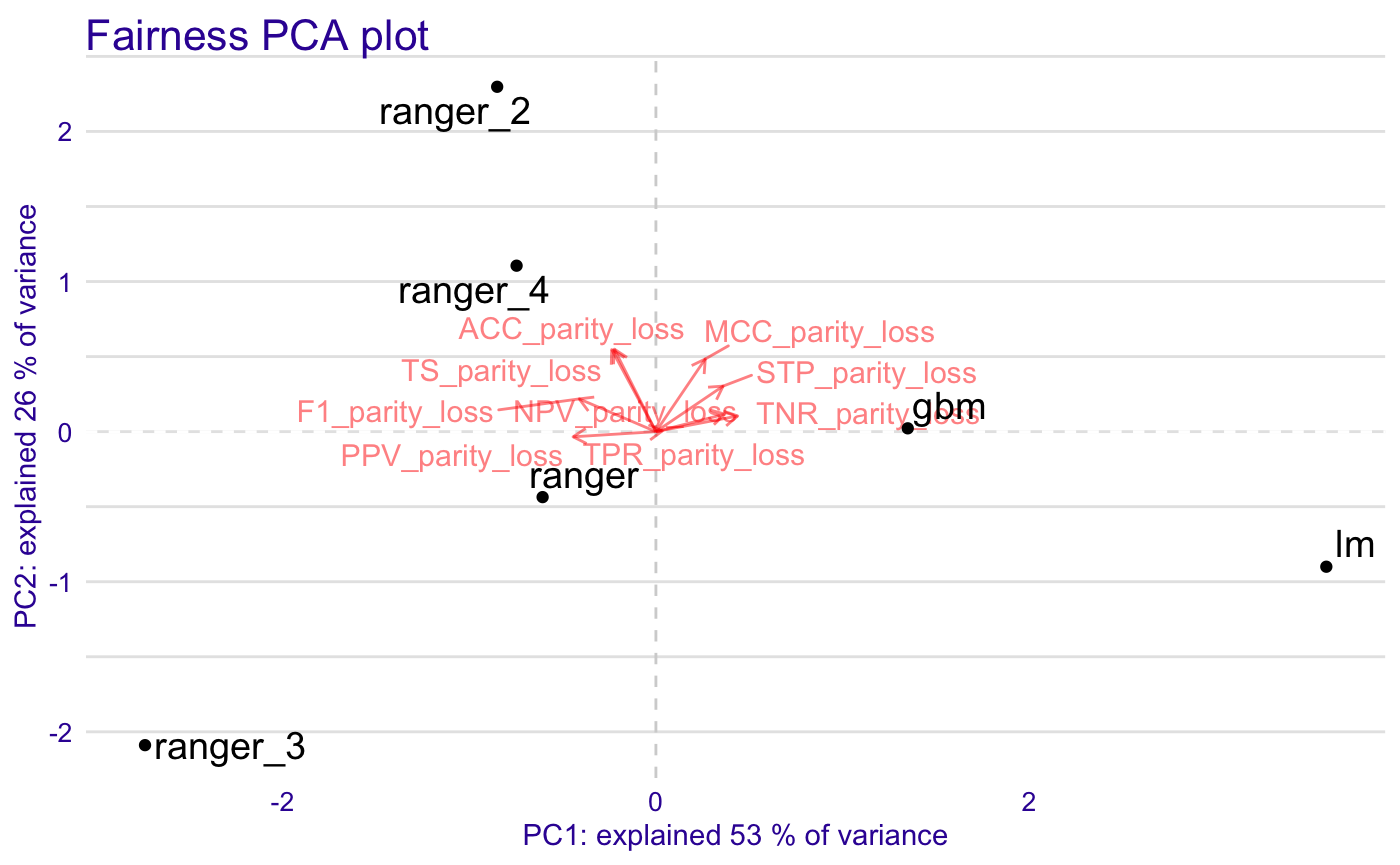 Fairness PCA plot
ranger_2
2
ranger_4
1
ACC_parity_loss
MCC_parity_loss
TS_parity_loss
STP_parity_loss
F1_parity_loss
NPV_parity_loss
TNR_parity_loss
gbm
0
PPV_parity_loss
TPR_parity_loss
ranger
lm
-1
-2
ranger_3
PC2: explained 26 % of variance
-2
0
2
PC1: explained 53 % of variance